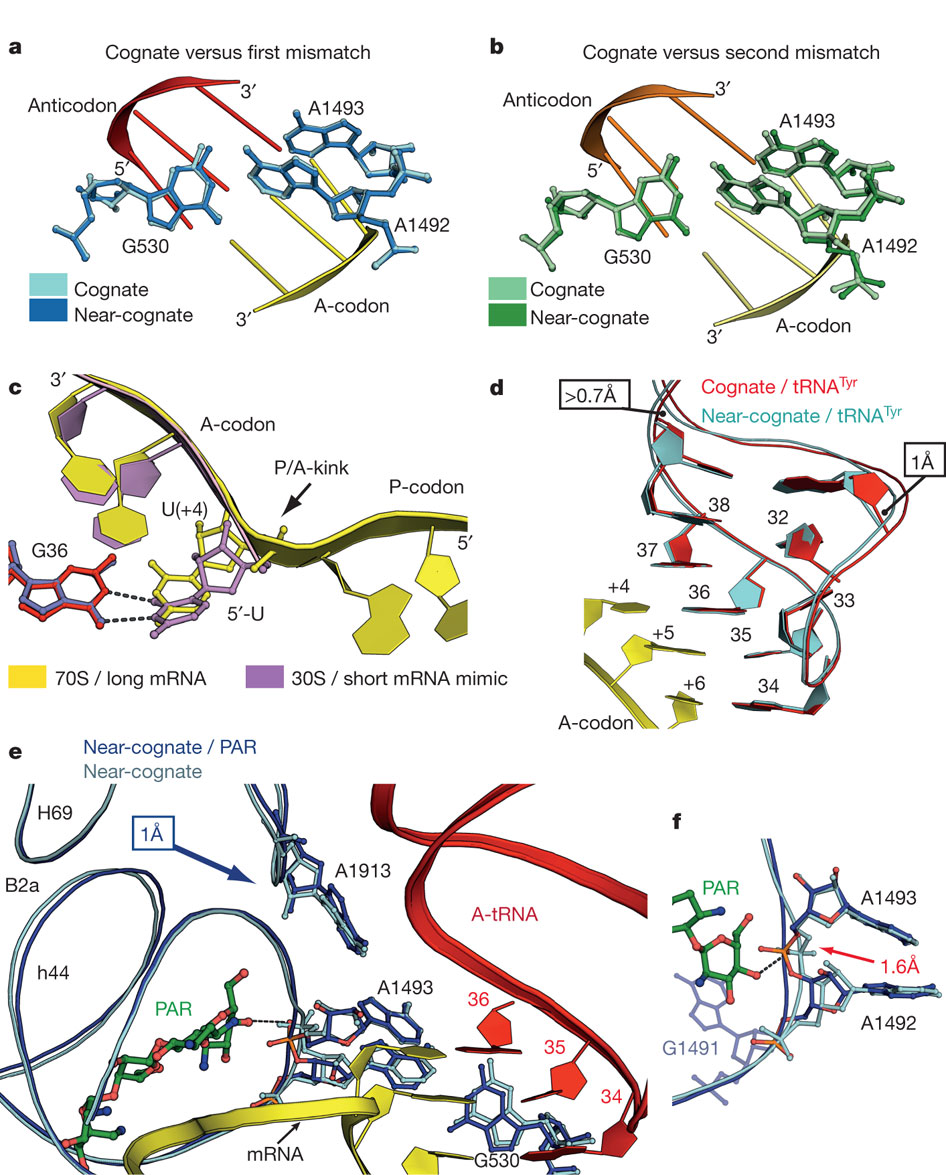 a
Cognate versus first mismatch
3′
Anticodon
A1493
5′
G530
A1492
Cognate
Near-cognate
3′
A-codon
b
Cognate versus second mismatch
3′
Anticodon
A1493
5′
G530
A1492
Cognate
Near-cognate
3′
A-codon
c
3′
A-codon
P/A-kink
U(+4)
P-codon
G36
5′
5′-U
70S / long mRNA
30S / short mRNA mimic
d
Cognate / tRNATyr
Near-cognate / tRNATyr
>0.7Å
1Å
38
32
37
36
33
+4
35
+5
+6
34
A-codon
e
Near-cognate / PAR
Near-cognate
H69
1Å
A1913
B2a
A-tRNA
h44
A1493
PAR
36
35
34
mRNA
G530
f
PAR
A1493
1.6Å
A1492
G1491